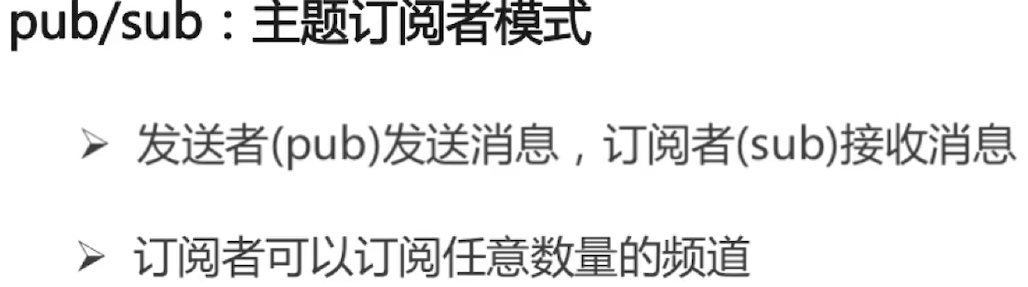 pub/sub：主题订阅者模式
➢ 发送者(pub)发送消息，订阅者(sub)接收消息
➢ 订阅者可以订阅任意数量的频道